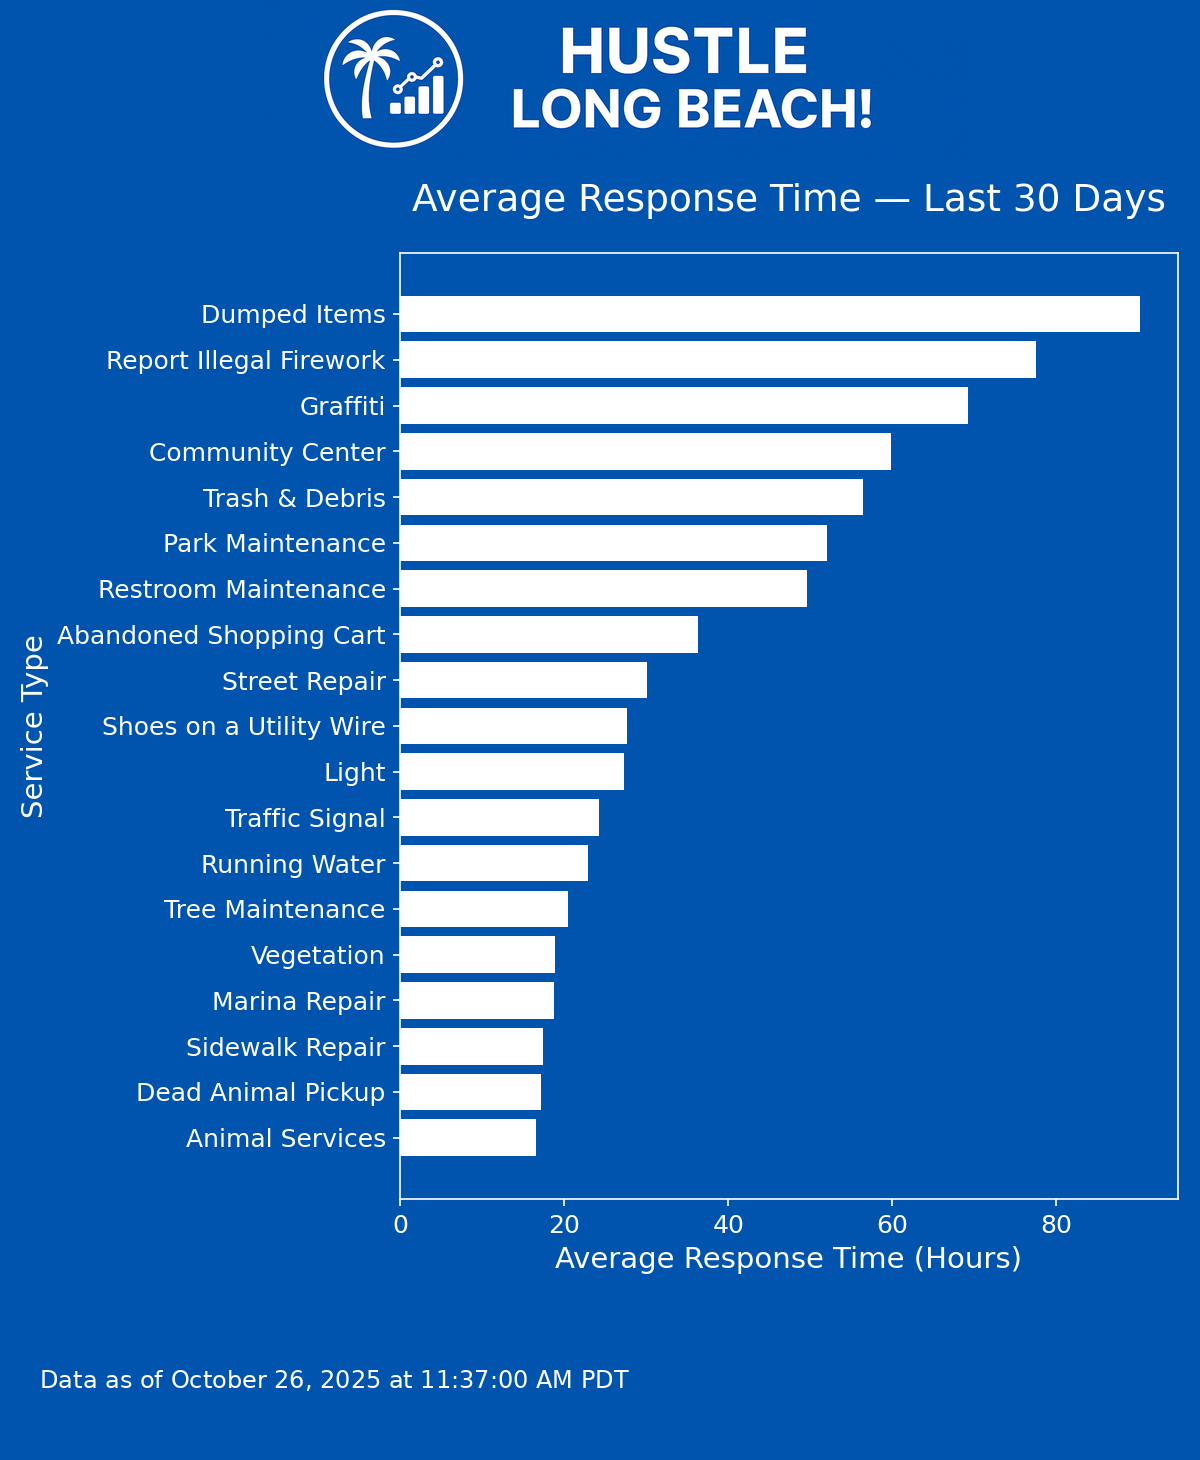 HUSTLE
LONG BEACH!
Average Response Time — Last 30 Days
Service Type
Dumped Items
Report Illegal Firework
Graffiti
Community Center
Trash & Debris
Park Maintenance
Restroom Maintenance
Abandoned Shopping Cart
Street Repair
Shoes on a Utility Wire
Light
Traffic Signal
Running Water
Tree Maintenance
Vegetation
Marina Repair
Sidewalk Repair
Dead Animal Pickup
Animal Services
0 20 40 60 80
Average Response Time (Hours)
Data as of October 26, 2025 at 11:37:00 AM PDT